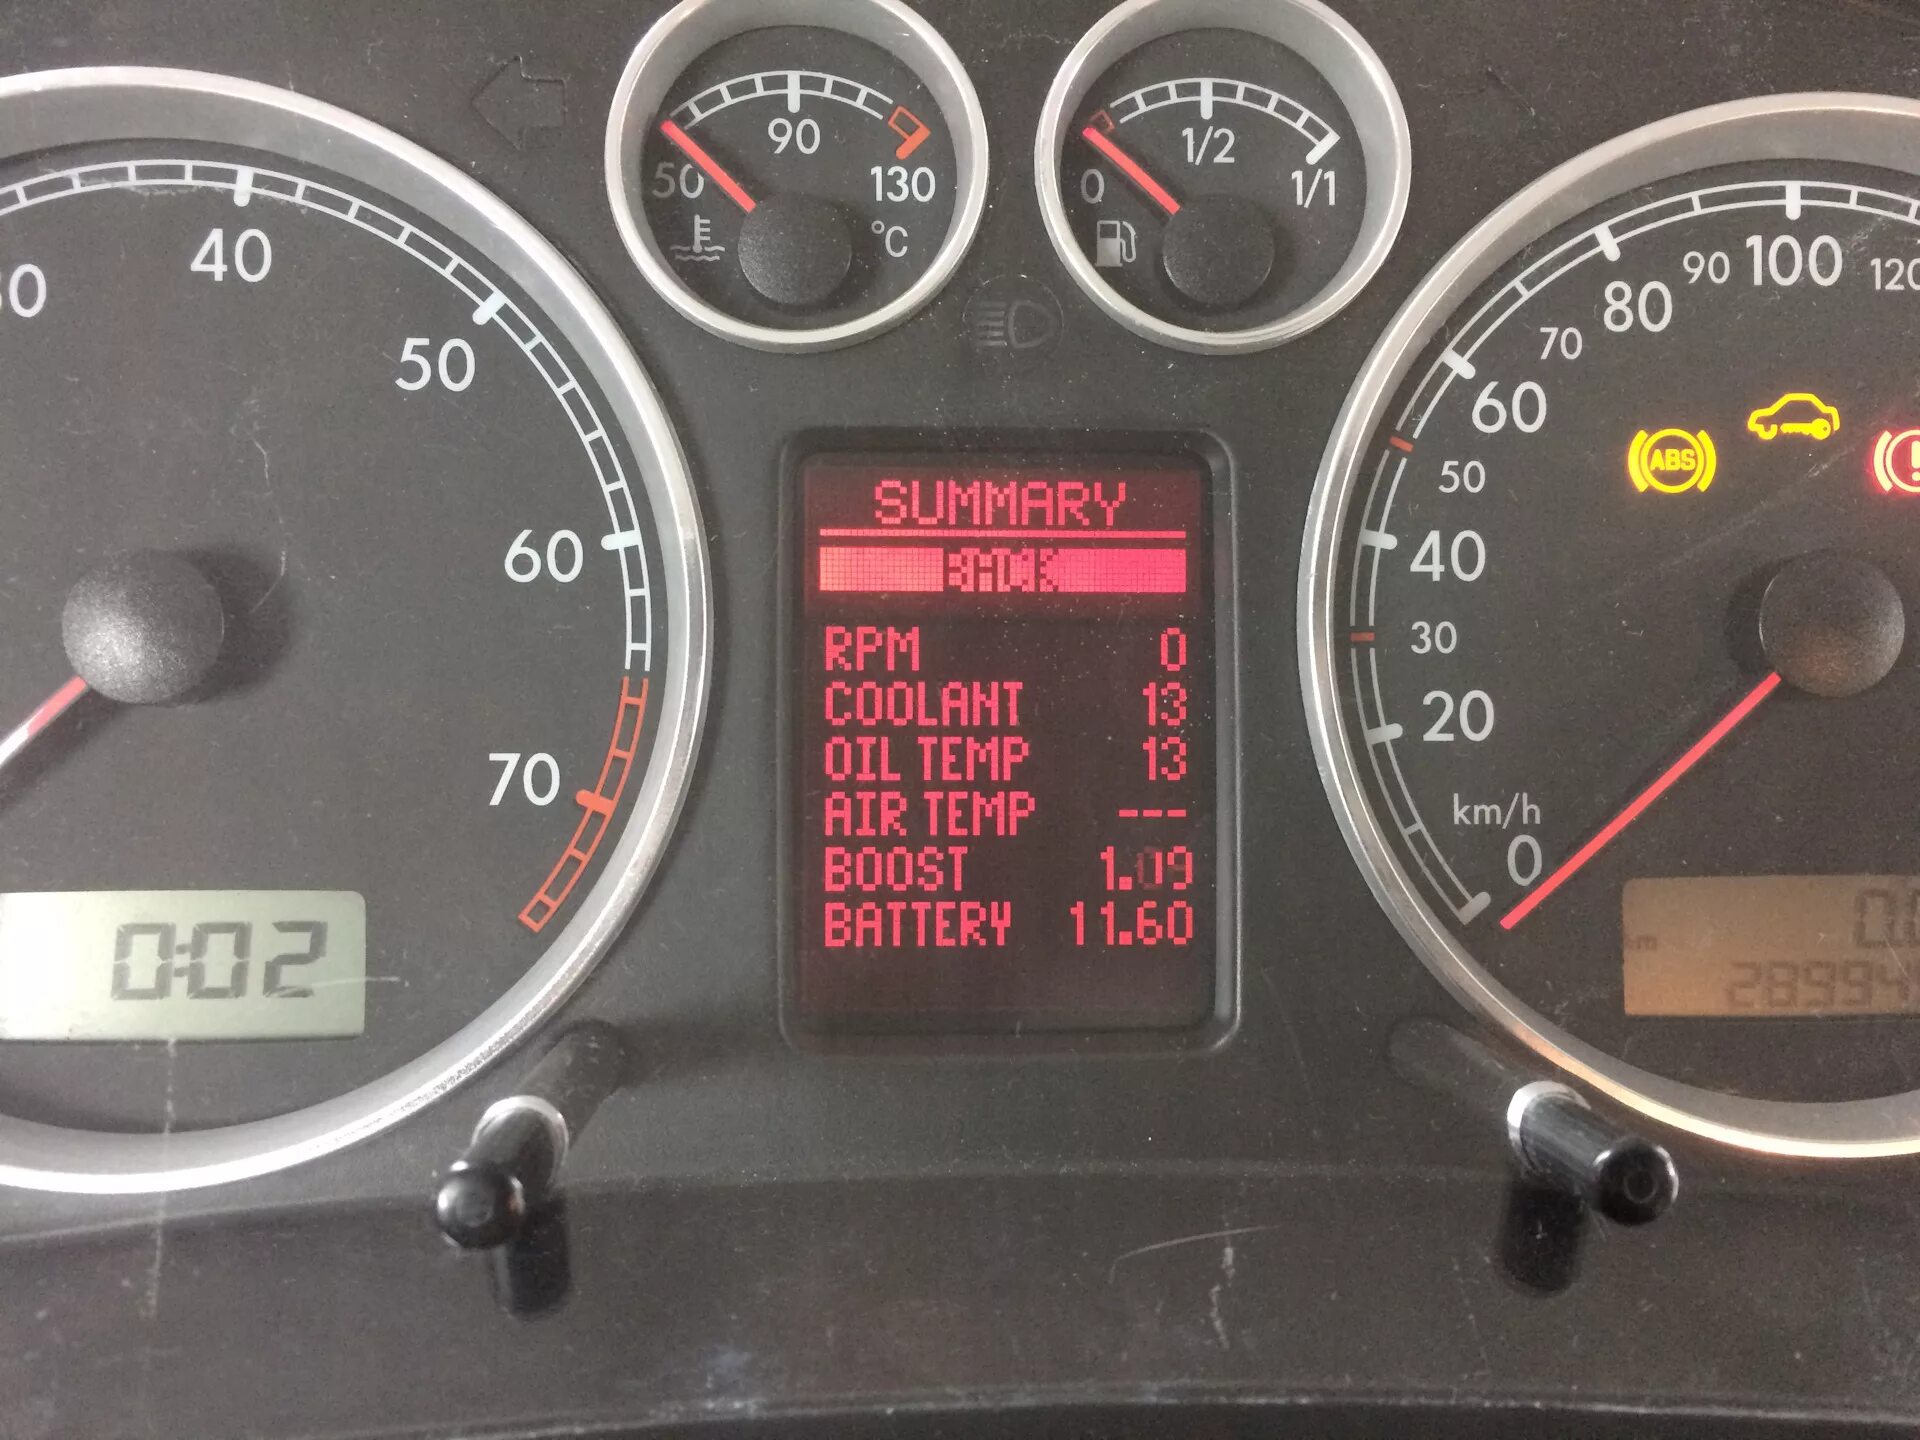 90
50
130
°C
1/2
0
1/1
40
50
60
70
100
120
90
80
70
60
50
40
30
20
km/h
0
ABS
SUMMARY
RPM 0
COOLANT 13
OIL TEMP 13
AIR TEMP ---
BOOST 1.09
BATTERY 11.60
0:02
km